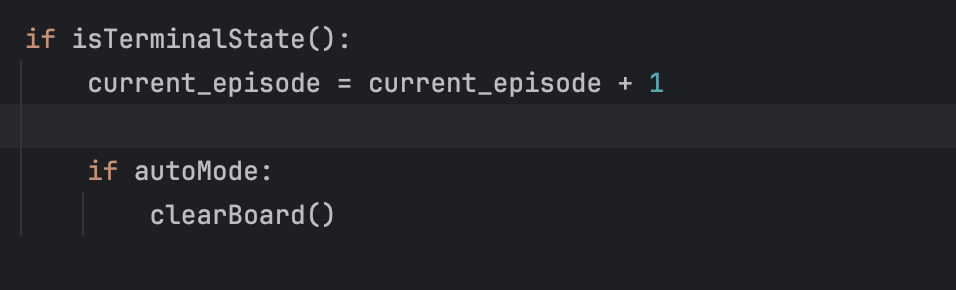 if isTerminalState():
    current_episode = current_episode + 1

    if autoMode:
        clearBoard()